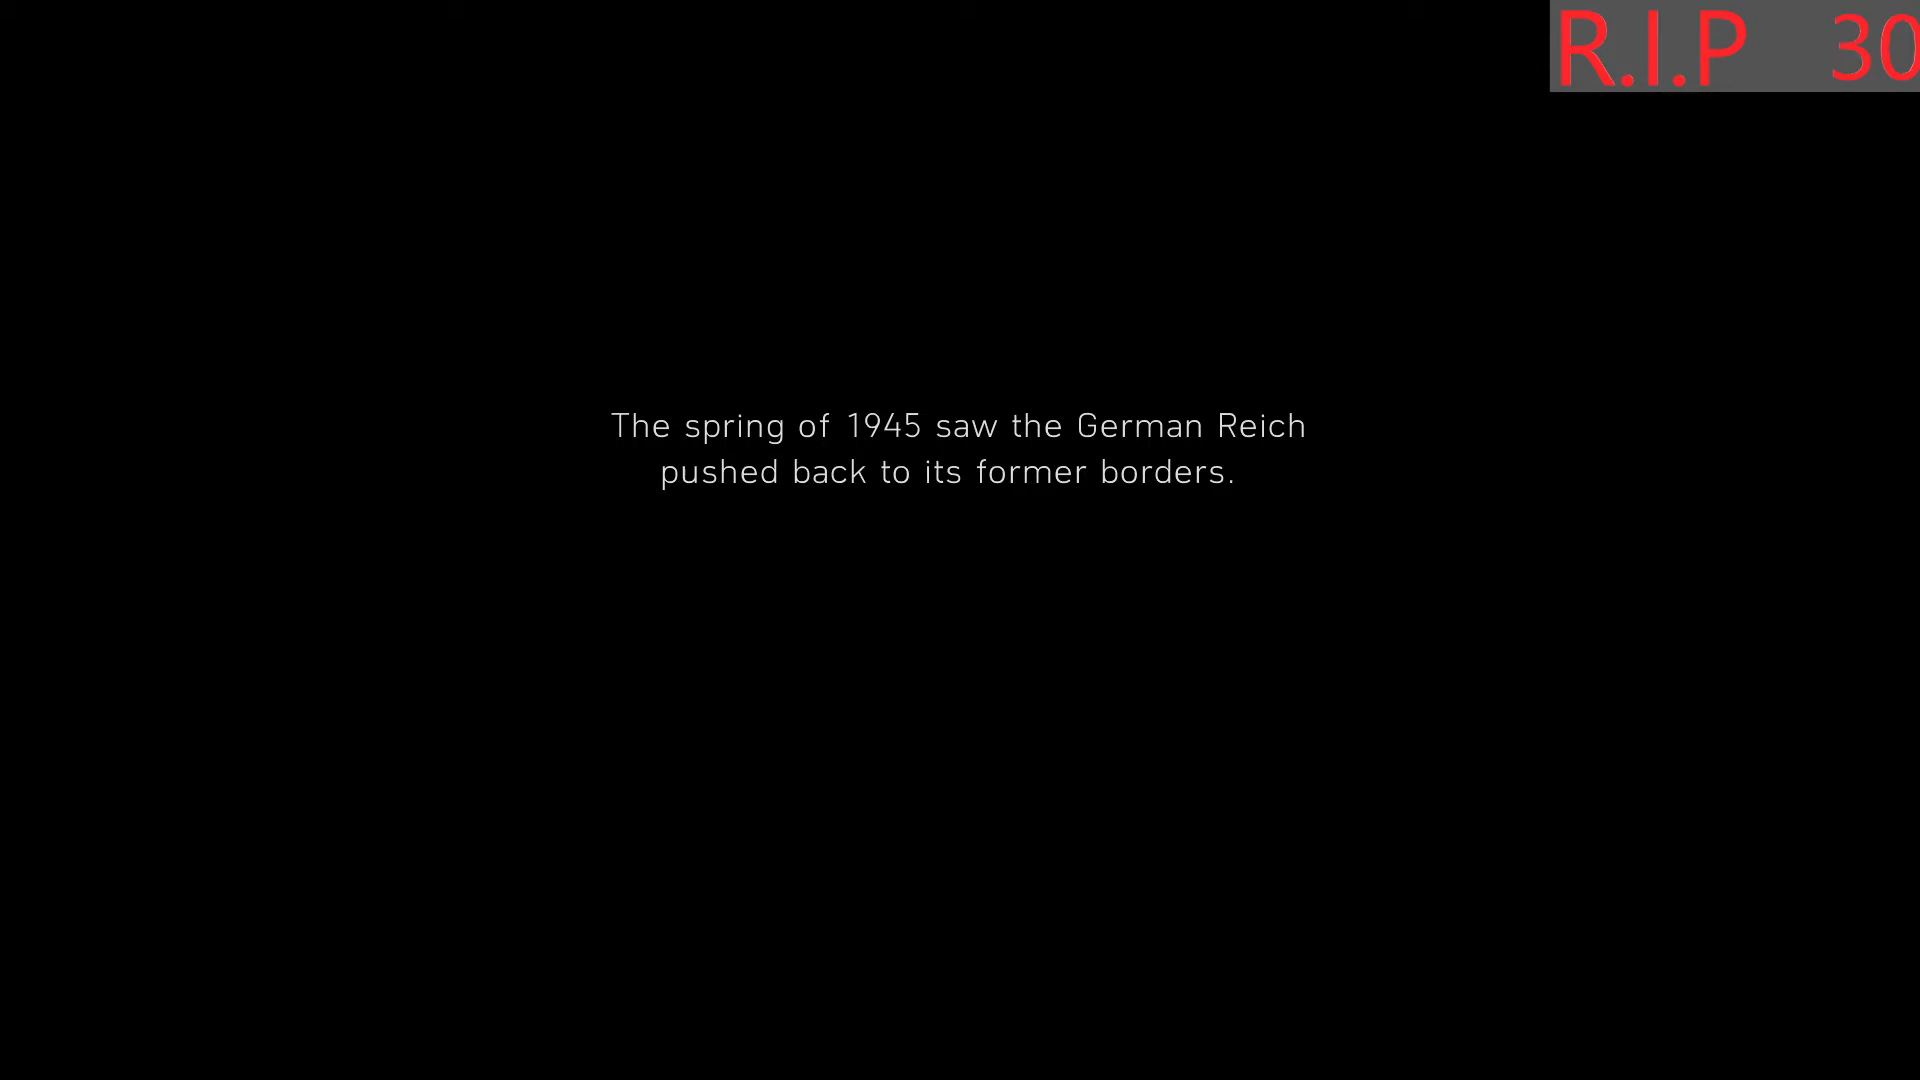 R.I.P 30
The spring of 1945 saw the German Reich
pushed back to its former borders.